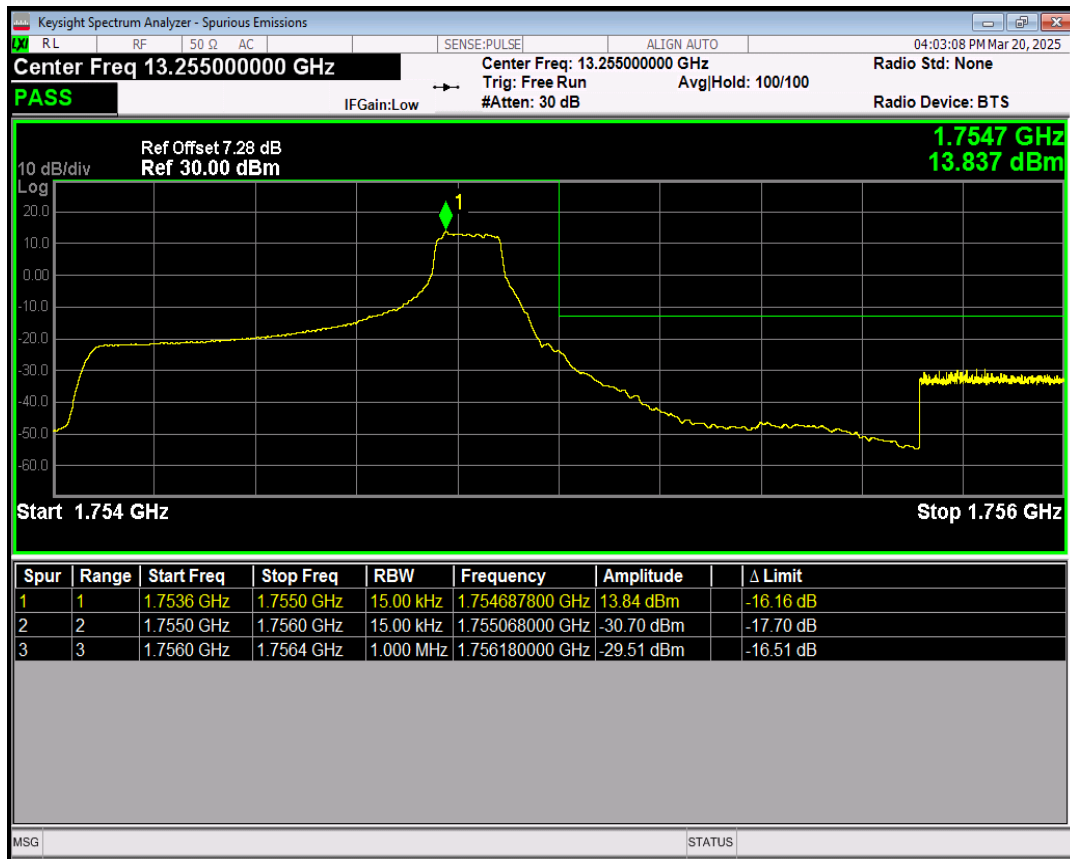 Keysight Spectrum Analyzer - Spurious Emissions
LXI RL RF 50 Ω AC SENSE:PULSE ALIGN AUTO 04:03:08 PM Mar 20, 2025
Center Freq 13.255000000 GHz Center Freq: 13.255000000 GHz Radio Std: None
Trig: Free Run Avg|Hold: 100/100
PASS IFGain:Low #Atten: 30 dB Radio Device: BTS
1.7547 GHz
Ref Offset 7.28 dB
10 dB/div Ref 30.00 dBm 13.837 dBm
Log
1
20.0
10.0
0.00
-10.0
-20.0
-30.0
-40.0
-50.0
-60.0
Start 1.754 GHz Stop 1.756 GHz
Spur Range Start Freq Stop Freq RBW Frequency Amplitude Δ Limit
1 1 1.7536 GHz 1.7550 GHz 15.00 kHz 1.754687800 GHz 13.84 dBm -16.16 dB
2 2 1.7550 GHz 1.7560 GHz 15.00 kHz 1.755068000 GHz -30.70 dBm -17.70 dB
3 3 1.7560 GHz 1.7564 GHz 1.000 MHz 1.756180000 GHz -29.51 dBm -16.51 dB
MSG STATUS